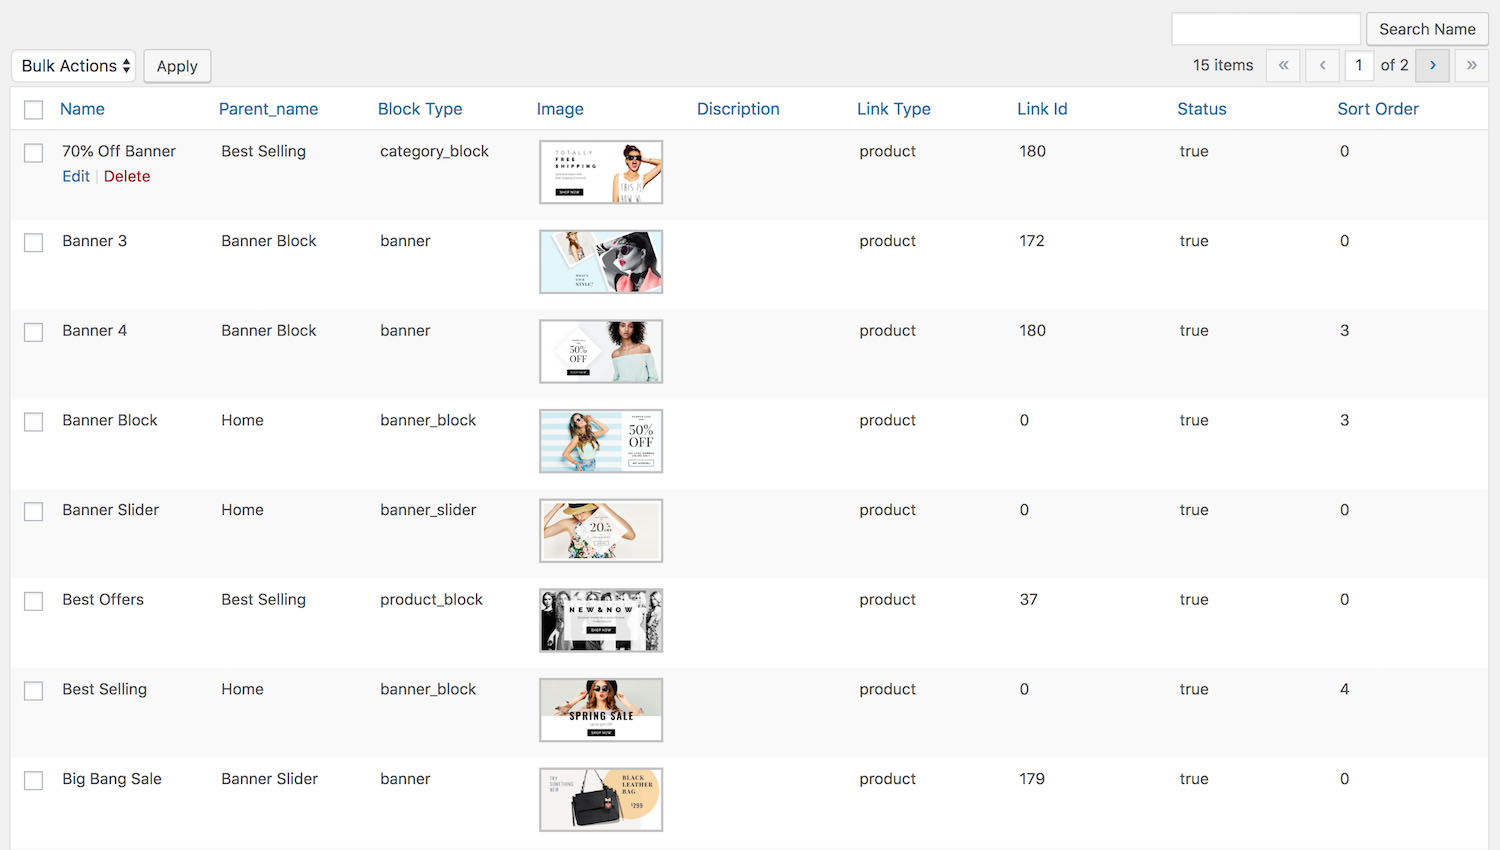 Search Name
Bulk Actions Apply 15 items « ‹ 1 of 2 › »
Name Parent_name Block Type Image Discription Link Type Link Id Status Sort Order
70% Off Banner Best Selling category_block product 180 true 0
Edit | Delete
TOTALLY
FREE
SHIPPING
SHOP NOW
THIS IS
Banner 3 Banner Block banner product 172 true 0
WHAT'S
YOUR
STYLE?
Banner 4 Banner Block banner product 180 true 3
50%
OFF
SHOP NOW
Banner Block Home banner_block product 0 true 3
50%
OFF
Banner Slider Home banner_slider product 0 true 0
20%
OFF
Best Offers Best Selling product_block product 37 true 0
NEW&NOW
SHOP NOW
Best Selling Home banner_block product 0 true 4
SPRING SALE
SHOP NOW
Big Bang Sale Banner Slider banner product 179 true 0
TRY
SOMETHING
NEW
BLACK
LEATHER
BAG
$299